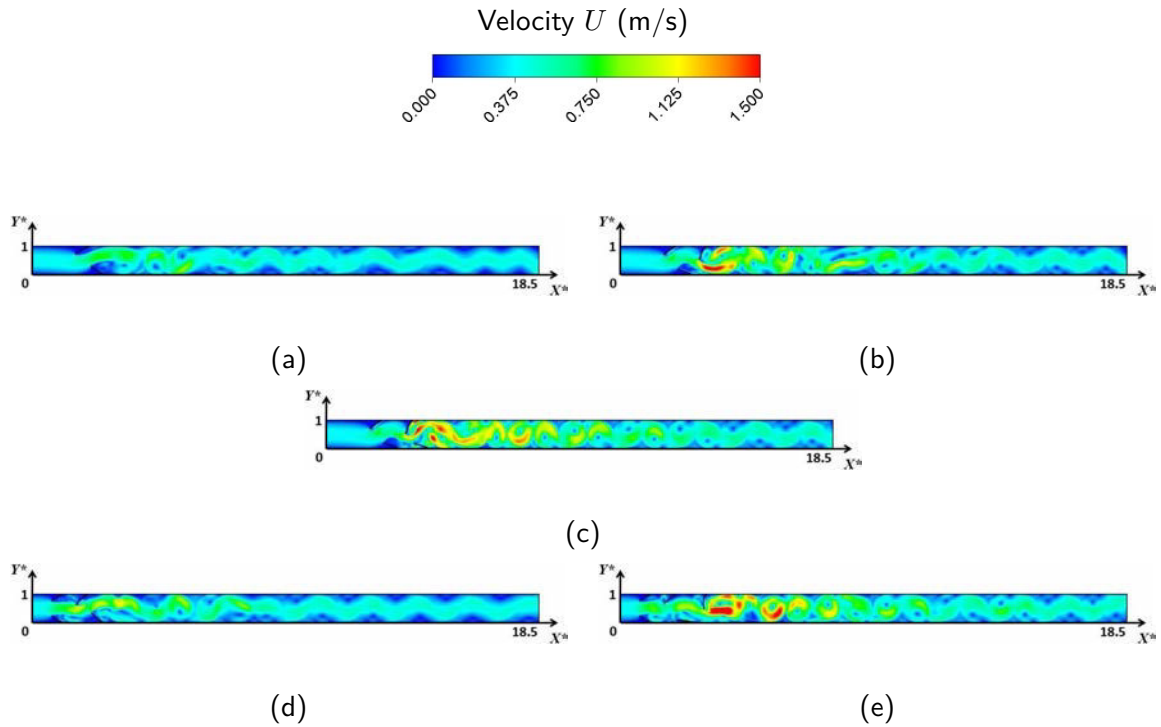 Velocity U (m/s)
0.000 0.375 0.750 1.125 1.500
Y* Y*
1 1
0 18.5 X* 0 18.5 X*
(a) (b)
Y*
1
0 18.5 X*
(c)
Y* Y*
1 1
0 18.5 X* 0 18.5 X*
(d) (e)